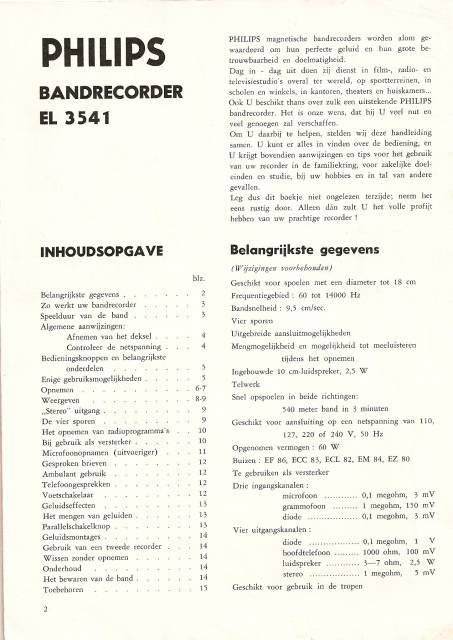 PHILIPS
BANDRECORDER
EL 3541
PHILIPS magnetische bandrecorders worden alom ge-
waardeerd om hun perfecte geluid en hun grote be-
trouwbaarheid en doelmatigheid.
Dag in - dag uit doen zij dienst in film-, radio- en
televisiestudio's overal ter wereld, op sportterreinen, in
scholen en winkels, in kantoren, theaters en huiskamers...
Ook U beschikt thans over zulk een uitstekende PHILIPS
bandrecorder. Het is onze wens, dat hij U veel nut en
veel genoegen zal verschaffen.
Om U daarbij te helpen, stelden wij deze handleiding
samen. U kunt er alles in vinden over de bediening, en
U krijgt bovendien aanwijzingen en tips voor het gebruik
van uw recorder in de familiekring, voor zakelijke doel-
einden en studie, bij uw hobbies en in tal van andere
gevallen.
Leg dus dit boekje niet ongelezen terzijde; neem het
eens rustig door. Alleen dán zult U het volle profijt
hebben van uw prachtige recorder !
INHOUDSOPGAVE
blz.
Belangrijkste gegevens . . . . . . . 2
Zo werkt uw bandrecorder . . . . . 3
Speelduur van de band . . . . . . 3
Algemene aanwijzingen:
Afnemen van het deksel . . . . 4
Controleer de netspanning . . . 4
Bedieningsknoppen en belangrijkste
onderdelen . . . . . . . . 5
Enige gebruiksmogelijkheden . . . . . 5
Opnemen . . . . . . . . . . 6-7
Weergeven . . . . . . . . . 8-9
„Stereo" uitgang . . . . . . . . 9
De vier sporen . . . . . . . . . 9
Het opnemen van radioprogramma's . . 10
Bij gebruik als versterker . . . . . 10
Microfoonopnamen (uitvoeriger) . . . 11
Gesproken brieven . . . . . . . . 12
Ambulant gebruik . . . . . . . . 12
Telefoongesprekken . . . . . . . . 12
Voetschakelaar . . . . . . . . . 12
Geluidseffecten . . . . . . . . . 13
Het mengen van geluiden . . . . . . 13
Parallelschakelknop . . . . . . . . 13
Geluidsmontages . . . . . . . . . 14
Gebruik van een tweede recorder . . . 14
Wissen zonder opnemen . . . . . . 14
Onderhoud . . . . . . . . . . 14
Het bewaren van de band . . . . . . 14
Toebehoren . . . . . . . . . . 15
2
Belangrijkste gegevens
(Wijzigingen voorbehouden)
Geschikt voor spoelen met een diameter tot 18 cm
Frequentiegebied : 60 tot 14000 Hz
Bandsnelheid : 9,5 cm/sec.
Vier sporen
Uitgebreide aansluitmogelijkheden
Mengmogelijkheid en mogelijkheid tot meeluisteren
tijdens het opnemen
Ingebouwde 10 cm-luidspreker, 2,5 W
Telwerk
Snel opspoelen in beide richtingen:
540 meter band in 3 minuten
Geschikt voor aansluiting op een netspanning van 110,
127, 220 of 240 V, 50 Hz
Opgenomen vermogen : 60 W
Buizen : EF 86, ECC 83, ECL 82, EM 84, EZ 80
Te gebruiken als versterker
Drie ingangskanalen :
microfoon ............ 0,1 megohm, 3 mV
grammofoon ......... 1 megohm, 150 mV
diode .................. 0,1 megohm, 3 mV
Vier uitgangskanalen :
diode .................. 0,1 megohm, 1 V
hoofdtelefoon ......... 1000 ohm, 100 mV
luidspreker ............ 3—7 ohm, 2,5 W
stereo .................. 1 megohm, 5 mV
Geschikt voor gebruik in de tropen